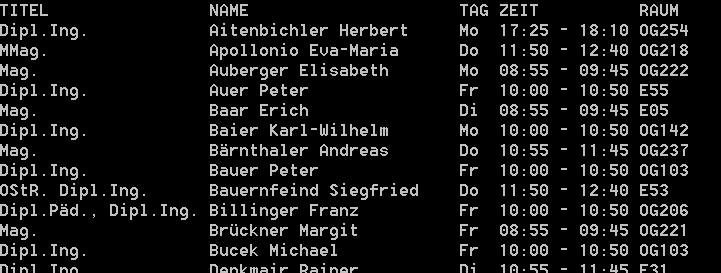 TITEL NAME TAG ZEIT RAUM
Dipl.Ing. Aitenbichler Herbert Mo 17:25 - 18:10 OG254
MMag. Apollonio Eva-Maria Do 11:50 - 12:40 OG218
Mag. Auberger Elisabeth Mo 08:55 - 09:45 OG222
Dipl.Ing. Auer Peter Fr 10:00 - 10:50 E55
Mag. Baar Erich Di 08:55 - 09:45 E05
Dipl.Ing. Baier Karl-Wilhelm Mo 10:00 - 10:50 OG142
Mag. Bärnthaler Andreas Do 10:55 - 11:45 OG237
Dipl.Ing. Bauer Peter Fr 10:00 - 10:50 OG103
OStR. Dipl.Ing. Bauernfeind Siegfried Do 11:50 - 12:40 E53
Dipl.Päd., Dipl.Ing. Billinger Franz Fr 10:00 - 10:50 OG206
Mag. Brückner Margit Fr 08:55 - 09:45 OG221
Dipl.Ing. Bucek Michael Fr 10:00 - 10:50 OG103
Dipl.Ing. Denkmair Rainer Di 10:55 - 11:45 E31